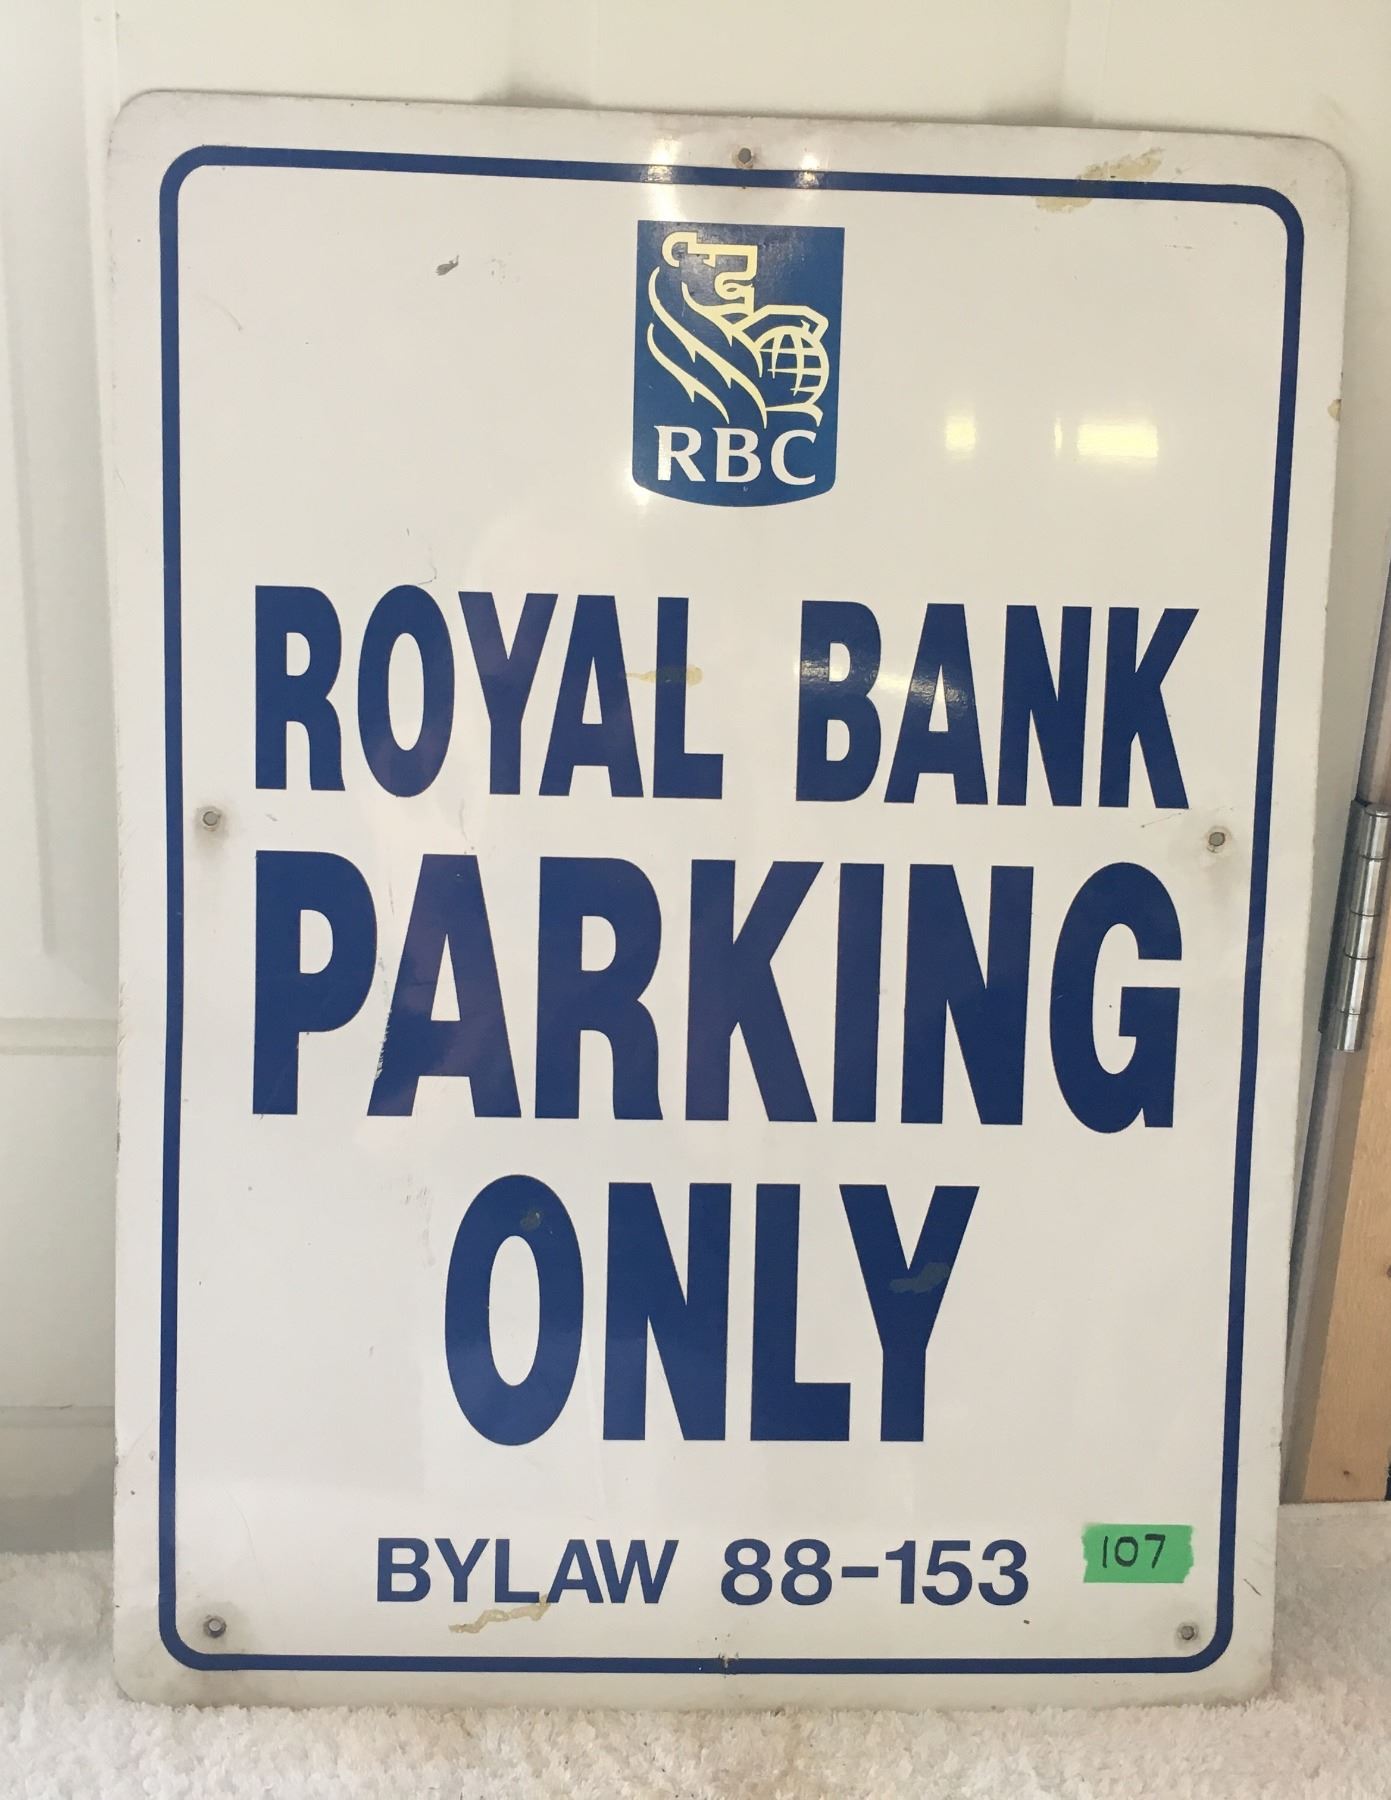 RBC
ROYAL BANK
PARKING
ONLY
BYLAW 88-153
107